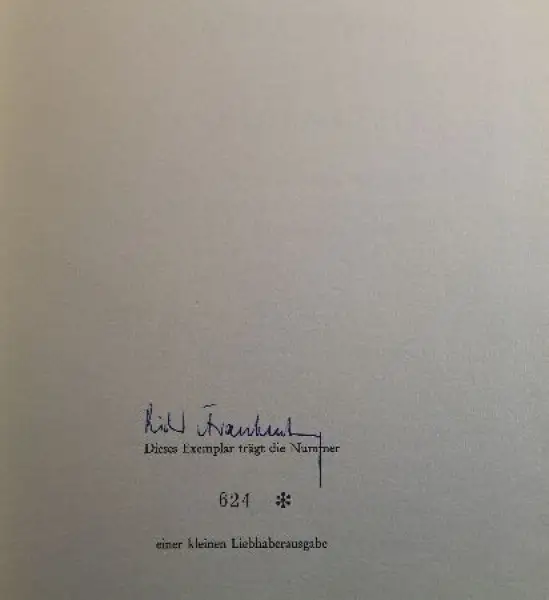 Dieses Exemplar trägt die Nummer
624 *
einer kleinen Liebhaberausgabe